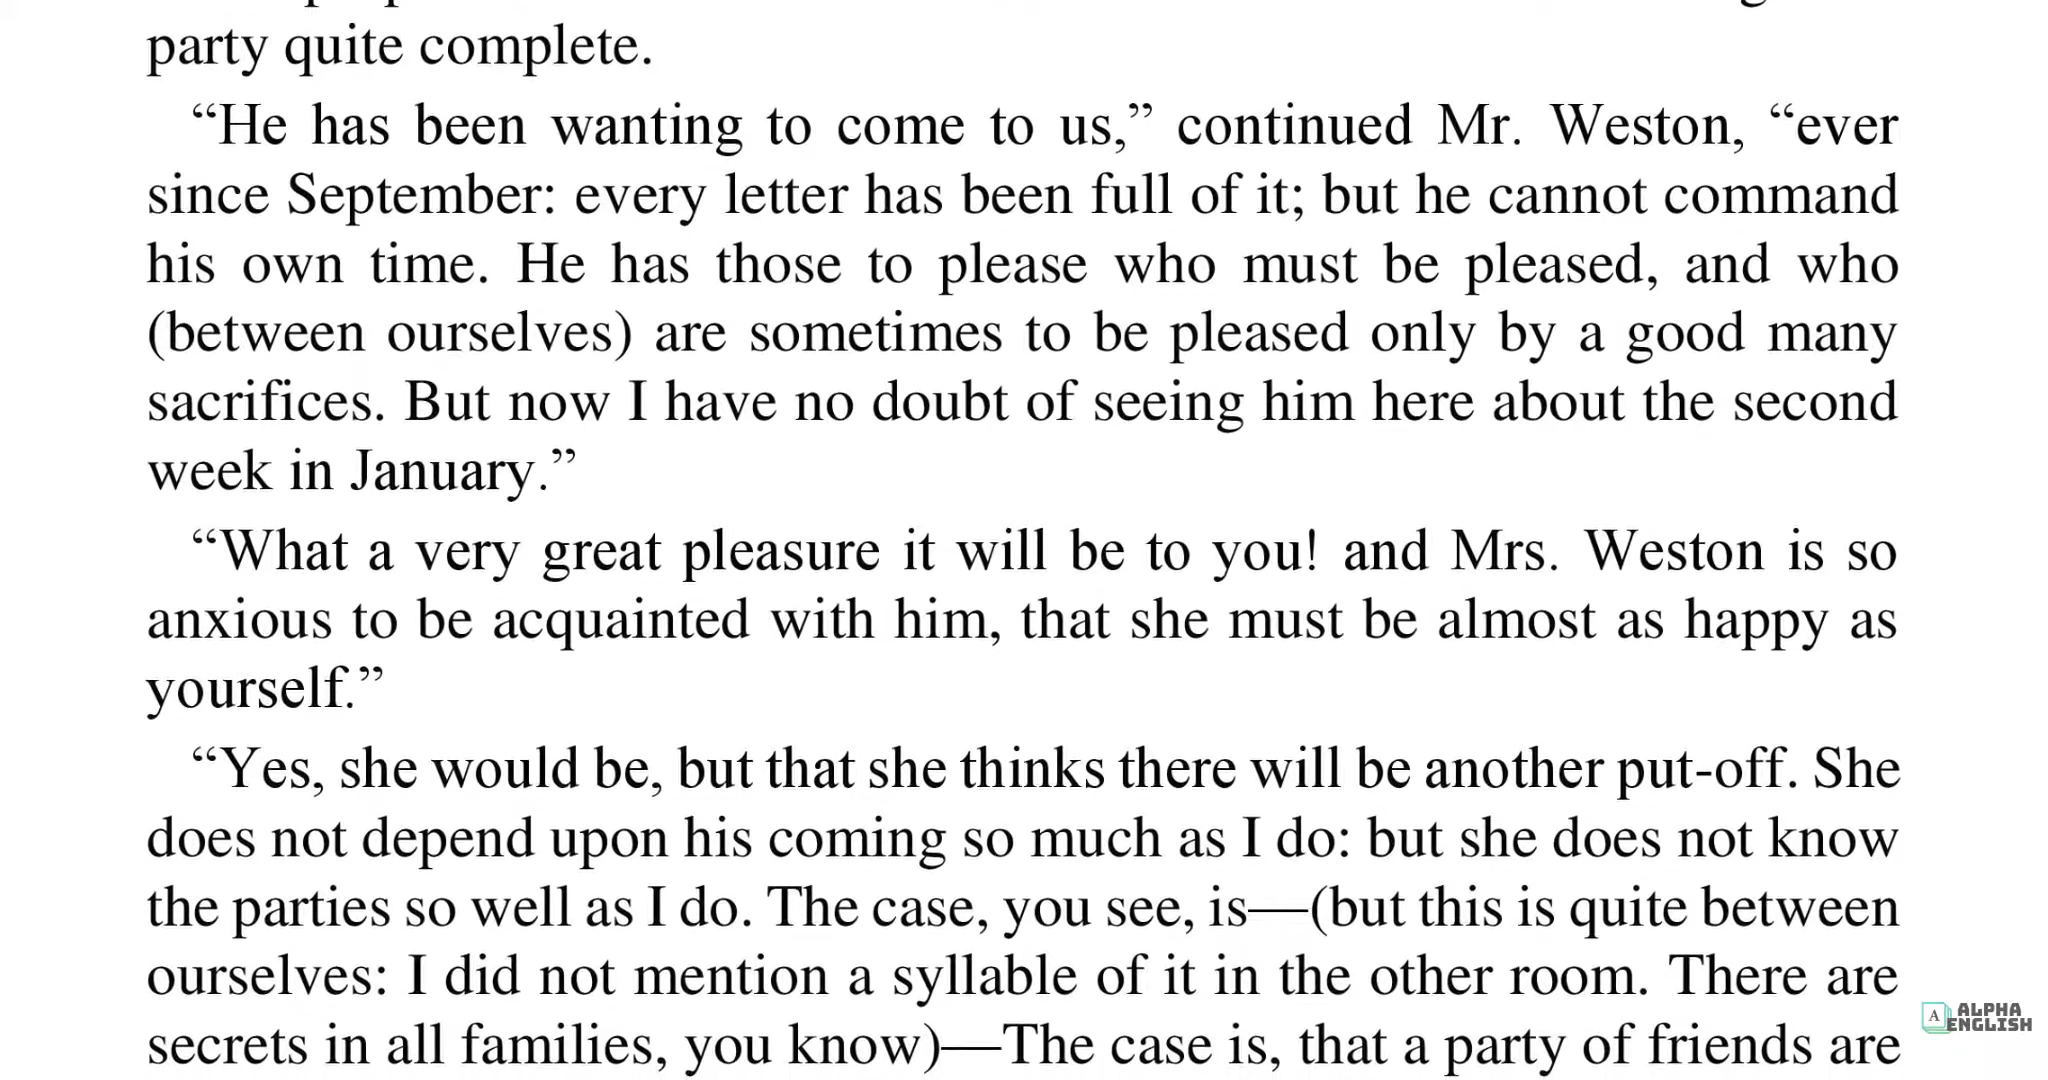 party quite complete.
“He has been wanting to come to us,” continued Mr. Weston, “ever
since September: every letter has been full of it; but he cannot command
his own time. He has those to please who must be pleased, and who
(between ourselves) are sometimes to be pleased only by a good many
sacrifices. But now I have no doubt of seeing him here about the second
week in January.”
“What a very great pleasure it will be to you! and Mrs. Weston is so
anxious to be acquainted with him, that she must be almost as happy as
yourself.”
“Yes, she would be, but that she thinks there will be another put-off. She
does not depend upon his coming so much as I do: but she does not know
the parties so well as I do. The case, you see, is—(but this is quite between
ourselves: I did not mention a syllable of it in the other room. There are
secrets in all families, you know)—The case is, that a party of friends are
A ALPHA
ENGLISH